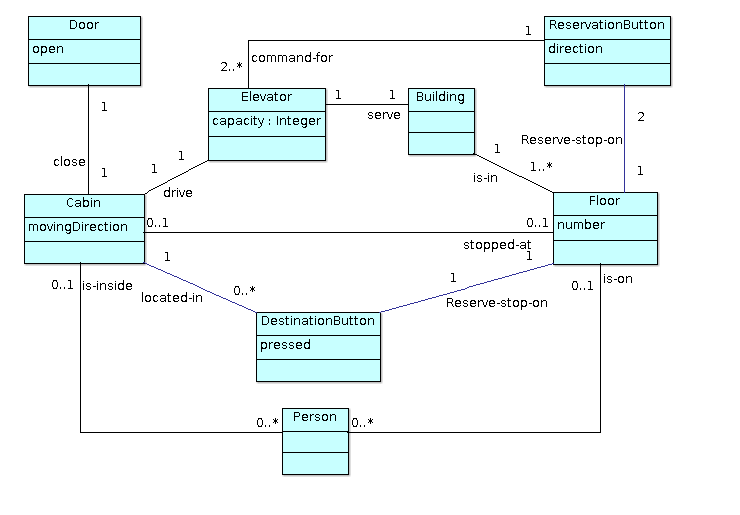 Door
open
ReservationButton
direction
1
command-for
2..*
Elevator
capacity : Integer
1
1
serve
Building
1
close
1
1
1
drive
2
Reserve-stop-on
1
1
1..*
is-in
Cabin
movingDirection
0..1
0..1
stopped-at
Floor
number
1
located-in
0..*
1
1
Reserve-stop-on
0..1
is-inside
0..1
is-on
DestinationButton
pressed
0..*
Person
0..*